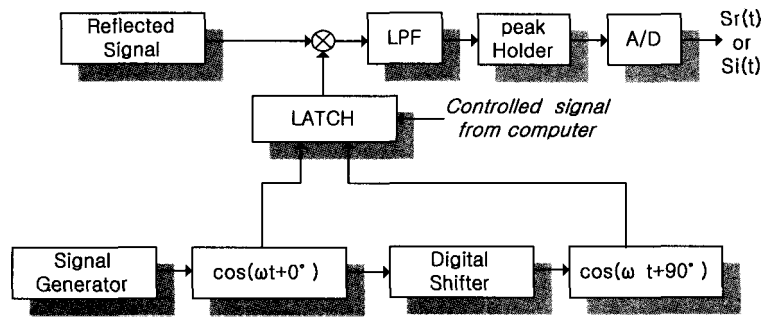 Reflected
Signal
LPF
peak
Holder
A/D
Sr(t)
or
Si(t)
LATCH
Controlled signal
from computer
Signal
Generator
cos(ωt+0°)
Digital
Shifter
cos(ω t+90°)